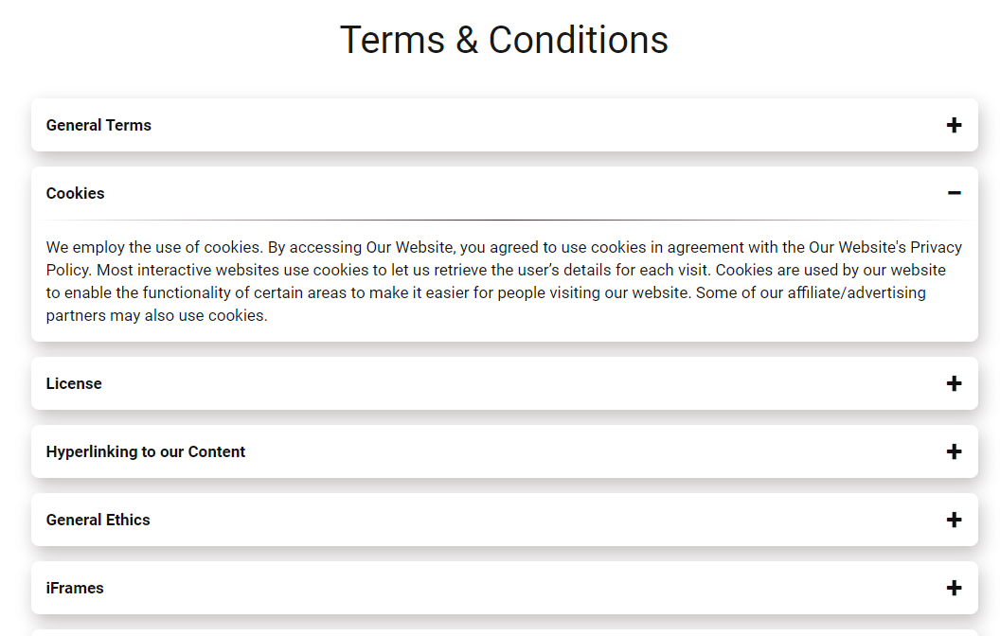 Terms & Conditions
General Terms
Cookies
We employ the use of cookies. By accessing Our Website, you agreed to use cookies in agreement with the Our Website's Privacy
Policy. Most interactive websites use cookies to let us retrieve the user’s details for each visit. Cookies are used by our website
to enable the functionality of certain areas to make it easier for people visiting our website. Some of our affiliate/advertising
partners may also use cookies.
License
Hyperlinking to our Content
General Ethics
iFrames